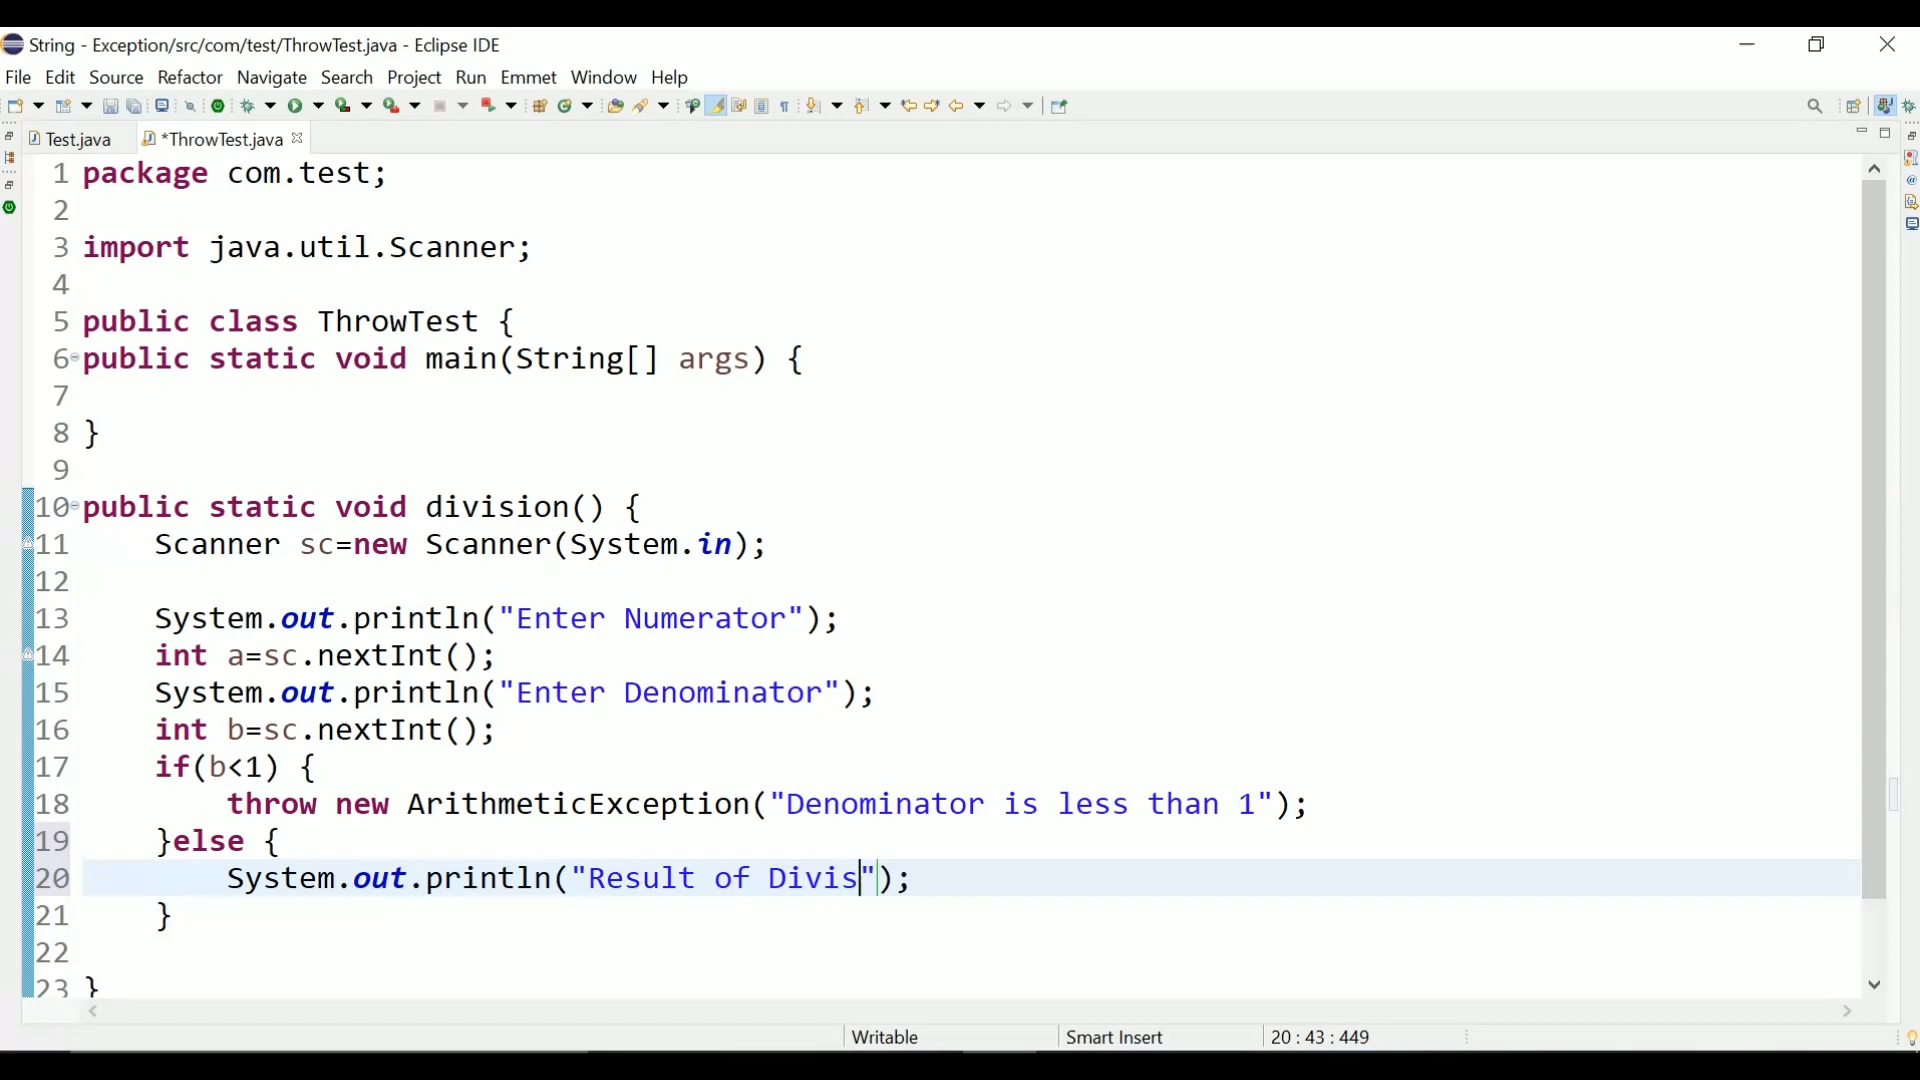 String - Exception/src/com/test/ThrowTest.java - Eclipse IDE
File Edit Source Refactor Navigate Search Project Run Emmet Window Help
Test.java *ThrowTest.java
1 package com.test;
2
3 import java.util.Scanner;
4
5 public class ThrowTest {
6 public static void main(String[] args) {
7
8 }
9
10 public static void division() {
11 Scanner sc=new Scanner(System.in);
12
13 System.out.println("Enter Numerator");
14 int a=sc.nextInt();
15 System.out.println("Enter Denominator");
16 int b=sc.nextInt();
17 if(b<1) {
18 throw new ArithmeticException("Denominator is less than 1");
19 }else {
20 System.out.println("Result of Divis");
21 }
22
23 }
Writable Smart Insert 20 : 43 : 449